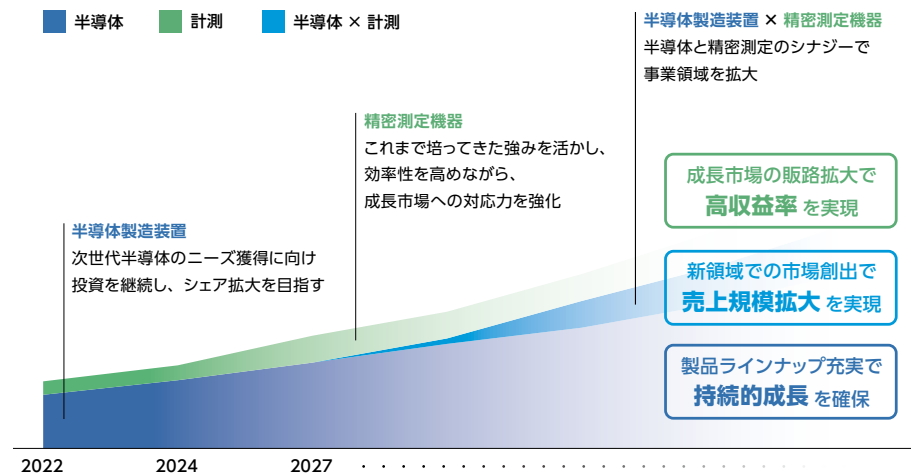 半導体
計測
半導体 × 計測
半導体製造装置 × 精密測定機器
半導体と精密測定のシナジーで
事業領域を拡大
精密測定機器
これまで培ってきた強みを活かし、
効率性を高めながら、
成長市場への対応力を強化
半導体製造装置
次世代半導体のニーズ獲得に向け
投資を継続し、シェア拡大を目指す
成長市場の販路拡大で
高収益率 を実現
新領域での市場創出で
売上規模拡大 を実現
製品ラインナップ充実で
持続的成長 を確保
2022
2024
2027